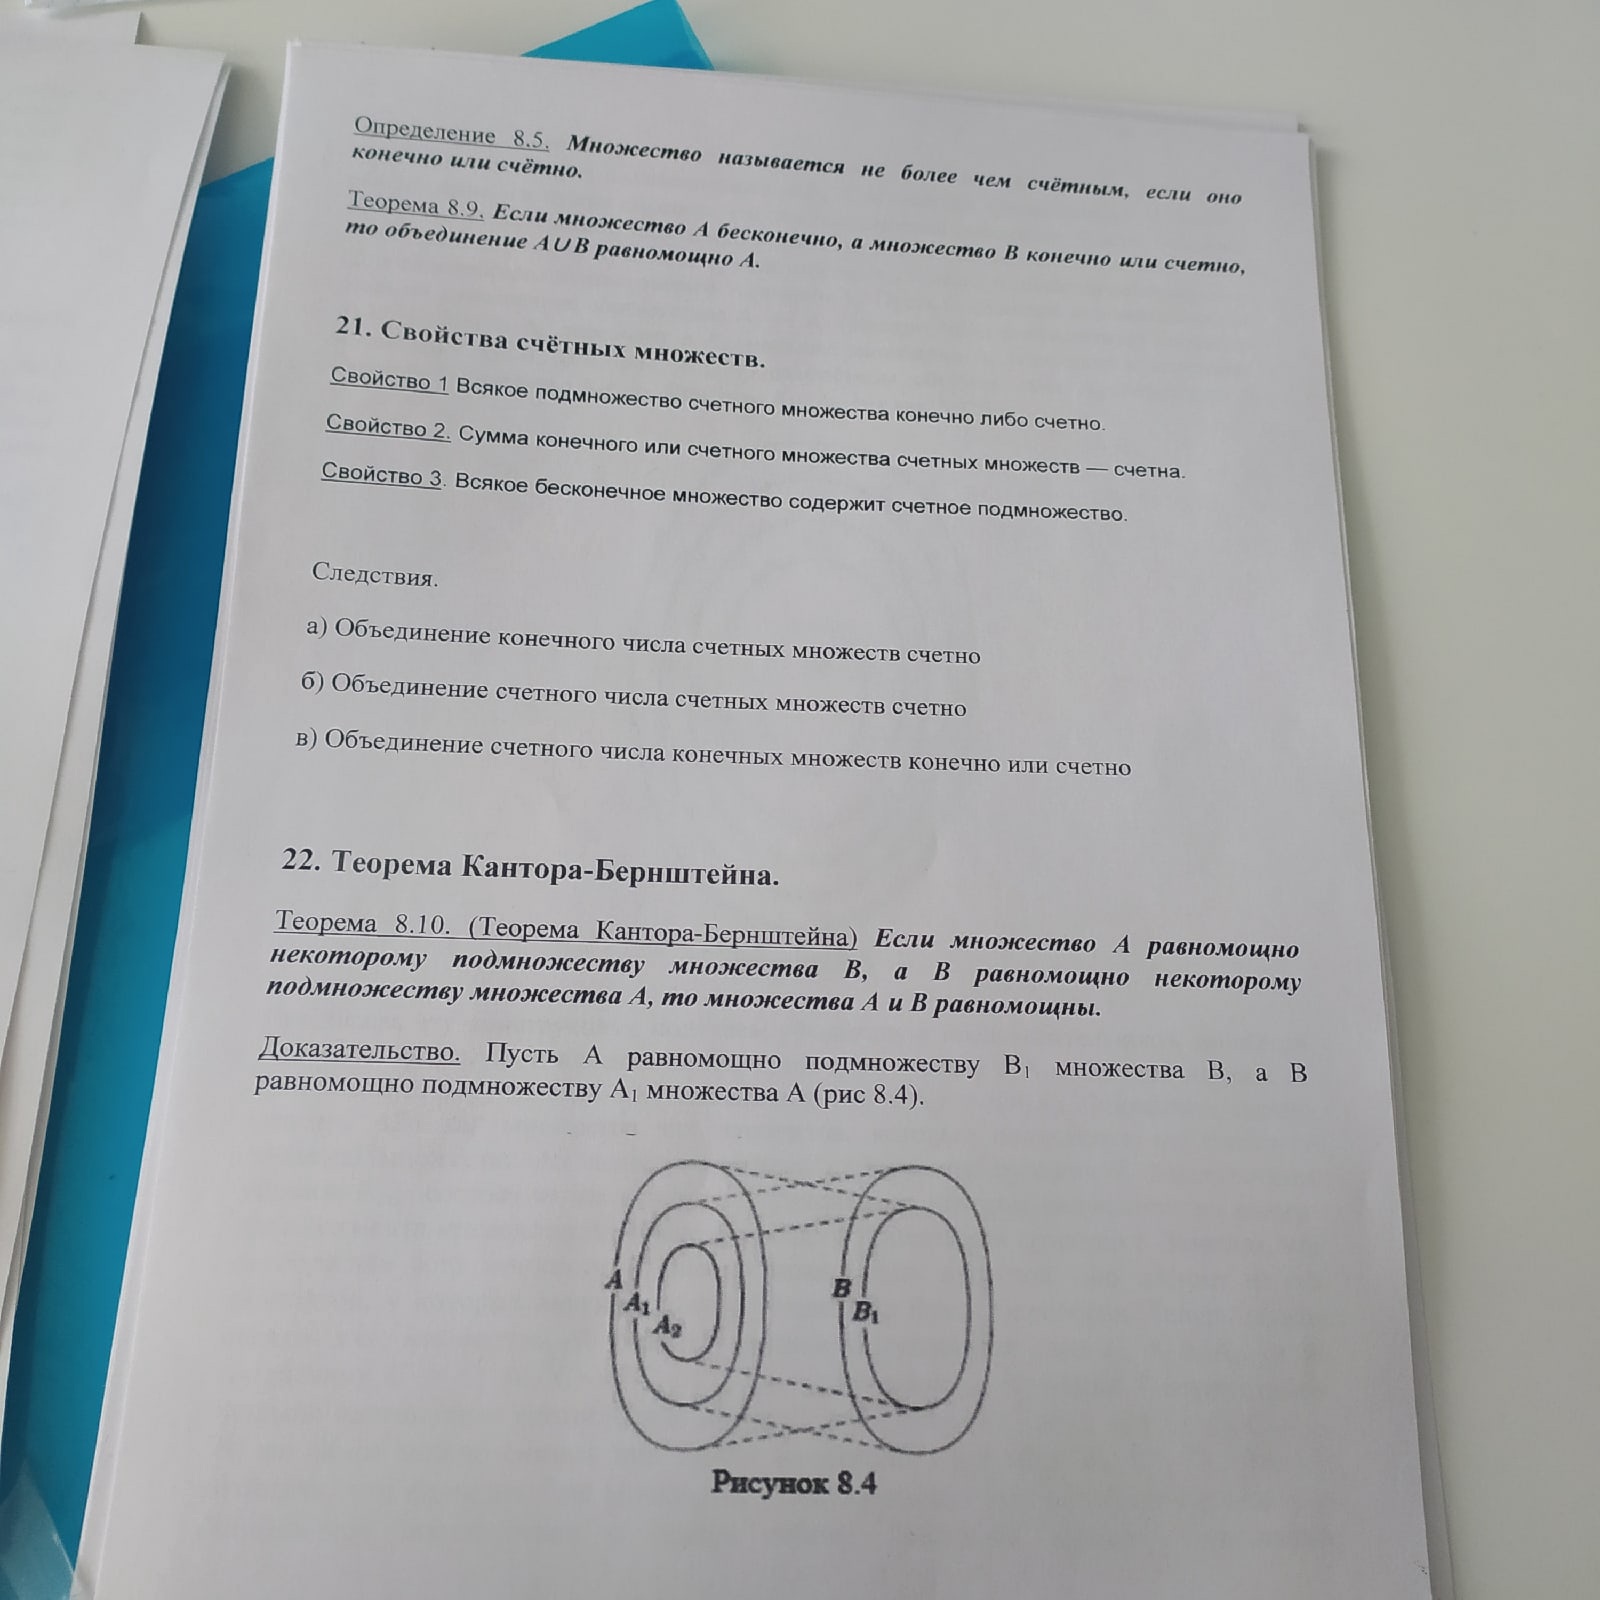 Определение 8.5. Множество называется не более чем счётным, если оно
конечно или счётно.
Теорема 8.9. Если множество A бесконечно, а множество B конечно или счетно,
то объединение A∪B равномощно A.
21. Свойства счётных множеств.
Свойство 1 Всякое подмножество счетного множества конечно либо счетно.
Свойство 2. Сумма конечного или счетного множества счетных множеств — счетна.
Свойство 3. Всякое бесконечное множество содержит счетное подмножество.
Следствия.
а) Объединение конечного числа счетных множеств счетно
б) Объединение счетного числа счетных множеств счетно
в) Объединение счетного числа конечных множеств конечно или счетно
22. Теорема Кантора-Бернштейна.
Теорема 8.10. (Теорема Кантора-Бернштейна) Если множество A равномощно
некоторому подмножеству множества B, а B равномощно некоторому
подмножеству множества A, то множества A и B равномощны.
Доказательство. Пусть A равномощно подмножеству B₁ множества B, а B
равномощно подмножеству A₁ множества A (рис 8.4).
A
A₁
A₂
B
B₁
Рисунок 8.4